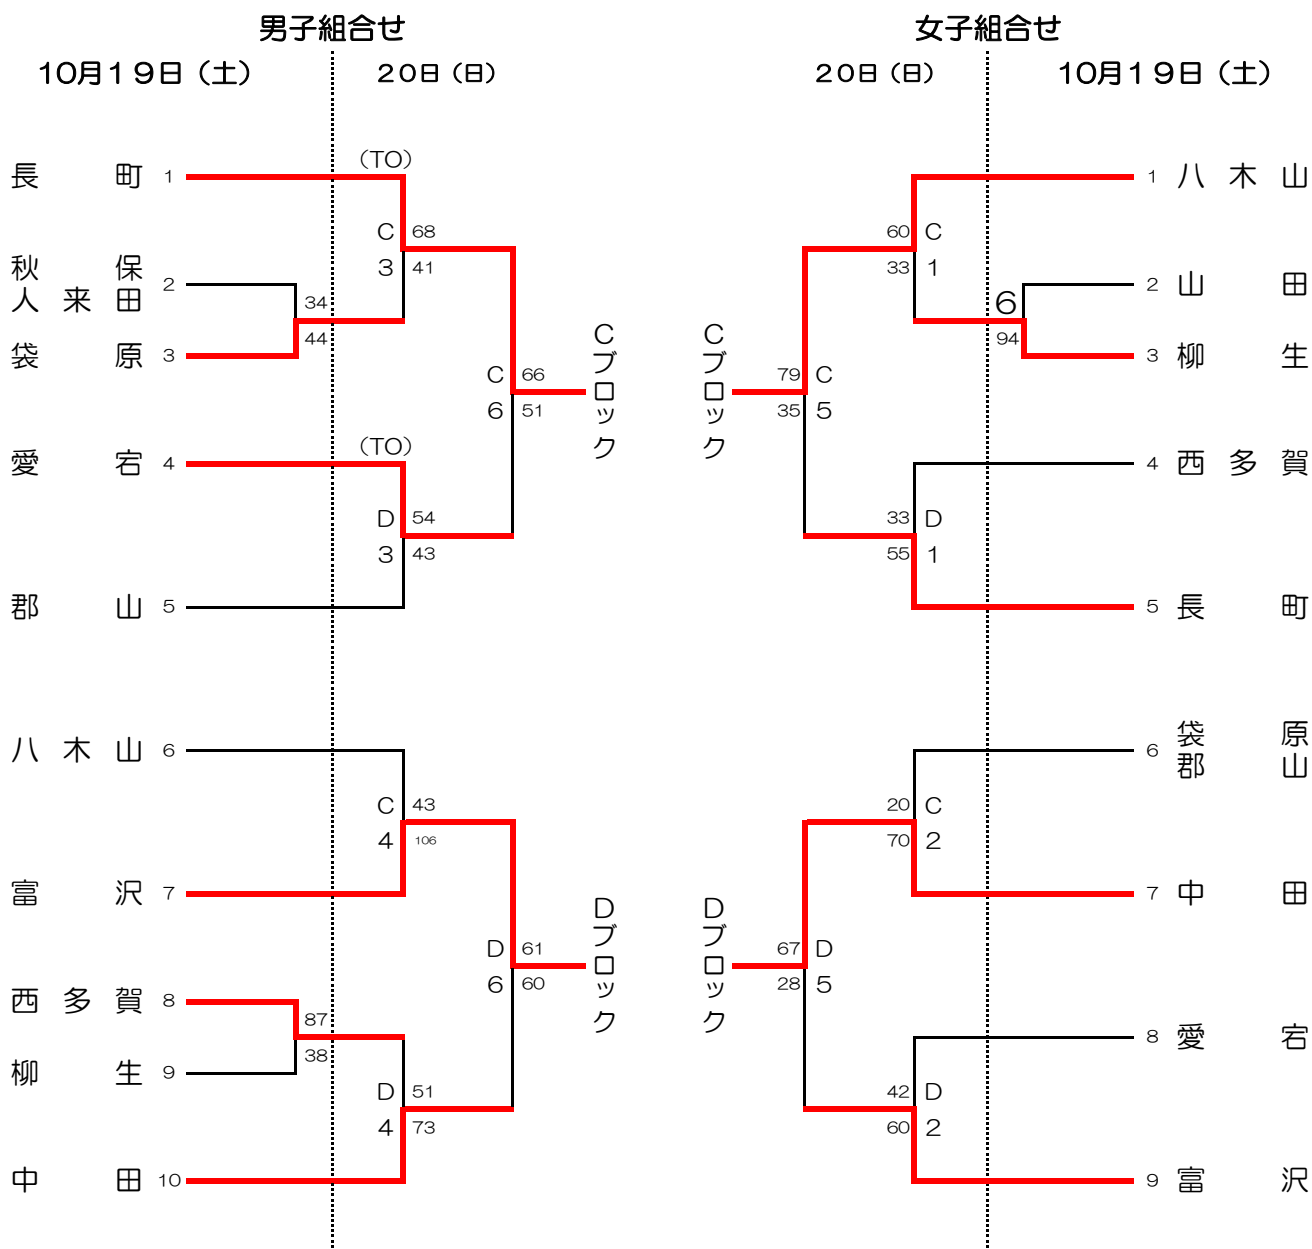 男子組合せ
10月19日（土）
20日（日）
長町 1
（TO）
C 68
3 41
秋保
人来田 2
34
44
袋原 3
C 66
6 51
Cブロック
愛宕 4
（TO）
D 54
3 43
郡山 5
八木山 6
C 43
4 106
富沢 7
D 61
6 60
Dブロック
西多賀 8
87
38
柳生 9
D 51
4 73
中田 10
女子組合せ
20日（日）
10月19日（土）
1 八木山
60 C
33 1
2 山田
6
94
3 柳生
Cブロック
79 C
35 5
4 西多賀
33 D
55 1
5 長町
6 袋原
郡山
20 C
70 2
7 中田
Dブロック
67 D
28 5
8 愛宕
42 D
60 2
9 富沢